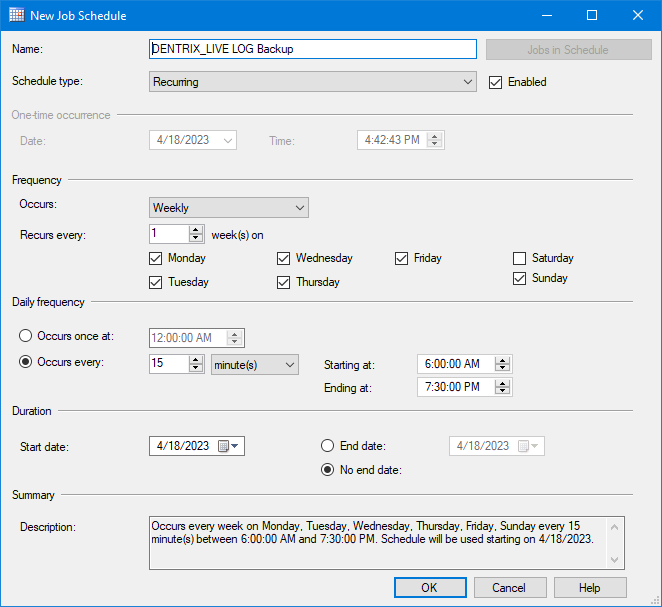 New Job Schedule
Name: DENTRIX_LIVE LOG Backup Jobs in Schedule
Schedule type: Recurring Enabled
One-time occurrence
Date: 4/18/2023 Time: 4:42:43 PM
Frequency
Occurs: Weekly
Recurs every: 1 week(s) on
Monday Wednesday Friday Saturday
Tuesday Thursday Sunday
Daily frequency
Occurs once at: 12:00:00 AM
Occurs every: 15 minute(s) Starting at: 6:00:00 AM
Ending at: 7:30:00 PM
Duration
Start date: 4/18/2023 End date: 4/18/2023
No end date:
Summary
Description: Occurs every week on Monday, Tuesday, Wednesday, Thursday, Friday, Sunday every 15
minute(s) between 6:00:00 AM and 7:30:00 PM. Schedule will be used starting on 4/18/2023.
OK Cancel Help